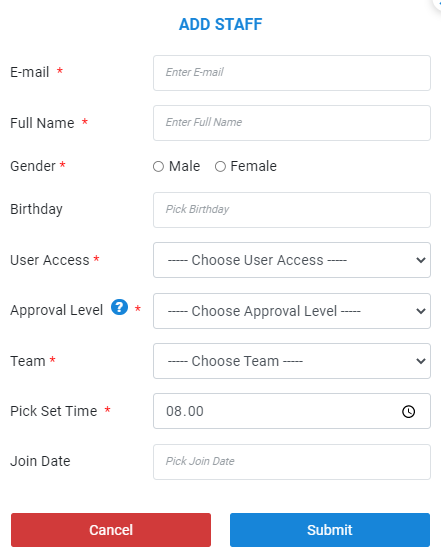 ADD STAFF
E-mail * Enter E-mail
Full Name * Enter Full Name
Gender * Male Female
Birthday Pick Birthday
User Access * ----- Choose User Access -----
Approval Level ? * ----- Choose Approval Level -----
Team * ----- Choose Team -----
Pick Set Time * 08.00
Join Date Pick Join Date
Cancel Submit